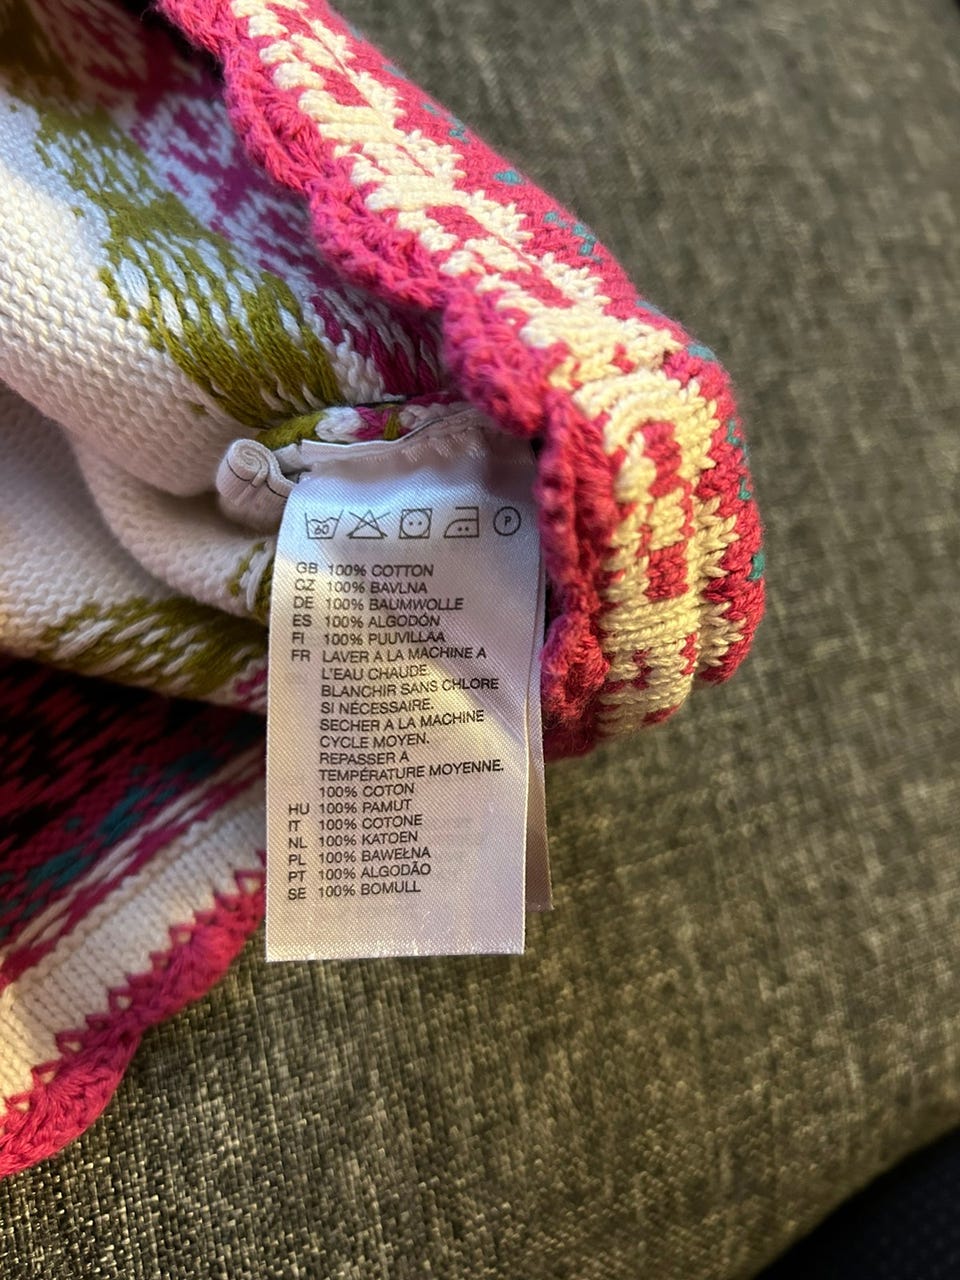 60
P
GB 100% COTTON
CZ 100% BAVLNA
DE 100% BAUMWOLLE
ES 100% ALGODÓN
FI 100% PUUVILLAA
FR LAVER A LA MACHINE A
L'EAU CHAUDE
BLANCHIR SANS CHLORE
SI NÉCESSAIRE.
SECHER A LA MACHINE
CYCLE MOYEN.
REPASSER A
TEMPÉRATURE MOYENNE.
100% COTON
HU 100% PAMUT
IT 100% COTONE
NL 100% KATOEN
PL 100% BAWEŁNA
PT 100% ALGODÃO
SE 100% BOMULL